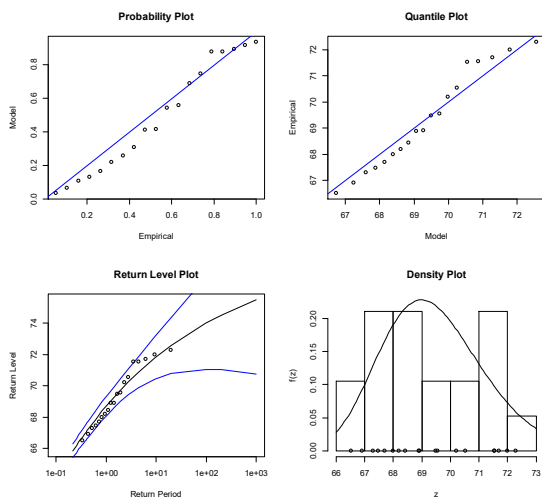 Probability Plot
Model
0.0 0.2 0.4 0.6 0.8
0.2 0.4 0.6 0.8 1.0
Empirical
Quantile Plot
Empirical
67 68 69 70 71 72
67 68 69 70 71 72
Model
Return Level Plot
Return Level
66 68 70 72 74
1e-01 1e+00 1e+01 1e+02 1e+03
Return Period
Density Plot
f(z)
0.00 0.05 0.10 0.15 0.20
66 67 68 69 70 71 72 73
z